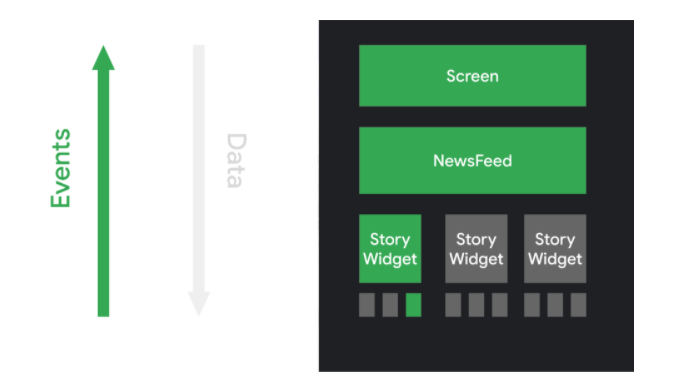 Events
Data
Screen
NewsFeed
Story
Widget
Story
Widget
Story
Widget